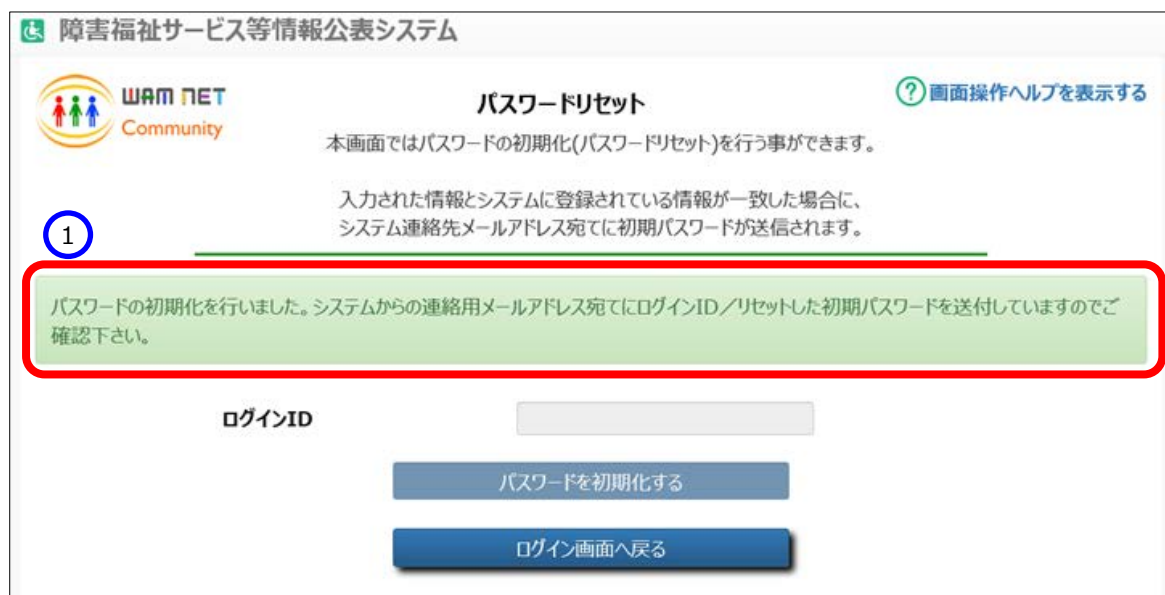 障害福祉サービス等情報公表システム
WAM NET
Community
パスワードリセット
?画面操作ヘルプを表示する
本画面ではパスワードの初期化(パスワードリセット)を行う事ができます。
入力された情報とシステムに登録されている情報が一致した場合に、
システム連絡先メールアドレス宛てに初期パスワードが送信されます。
1
パスワードの初期化を行いました。システムからの連絡用メールアドレス宛てにログインID／リセットした初期パスワードを送付していますのでご
確認下さい。
ログインID
パスワードを初期化する
ログイン画面へ戻る